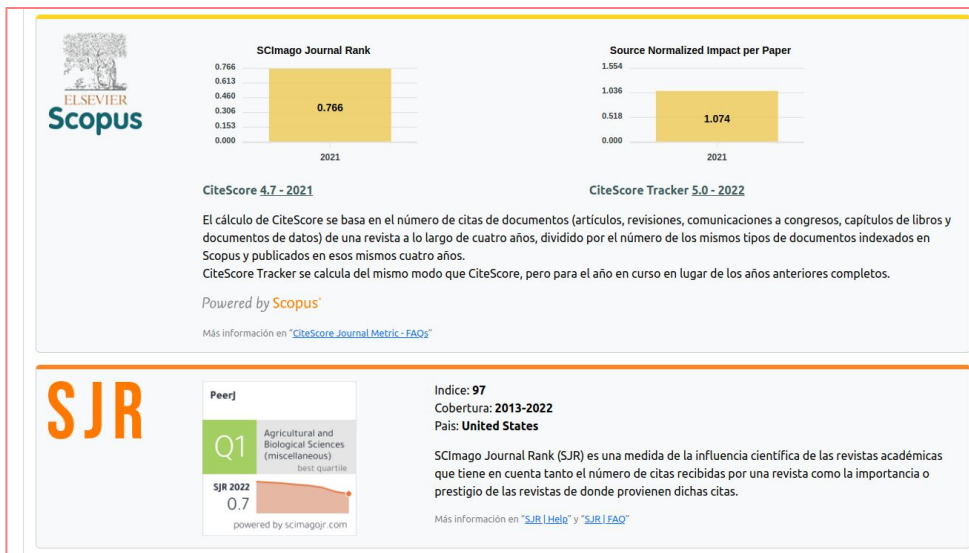 ELSEVIER
Scopus
SCImago Journal Rank
0.766
0.613
0.460
0.306
0.153
0.000
0.766
2021
Source Normalized Impact per Paper
1.554
1.036
0.518
0.000
1.074
2021
CiteScore 4.7 - 2021
CiteScore Tracker 5.0 - 2022
El cálculo de CiteScore se basa en el número de citas de documentos (artículos, revisiones, comunicaciones a congresos, capítulos de libros y
documentos de datos) de una revista a lo largo de cuatro años, dividido por el número de los mismos tipos de documentos indexados en
Scopus y publicados en esos mismos cuatro años.
CiteScore Tracker se calcula del mismo modo que CiteScore, pero para el año en curso en lugar de los años anteriores completos.
Powered by Scopus®
Más información en "CiteScore Journal Metric - FAQs"
SJR
PeerJ
Q1
Agricultural and
Biological Sciences
(miscellaneous)
best quartile
SJR 2022
0.7
powered by scimagojr.com
Indice: 97
Cobertura: 2013-2022
Pais: United States
SCImago Journal Rank (SJR) es una medida de la influencia científica de las revistas académicas
que tiene en cuenta tanto el número de citas recibidas por una revista como la importancia o
prestigio de las revistas de donde provienen dichas citas.
Más información en "SJR | Help" y "SJR | FAQ"